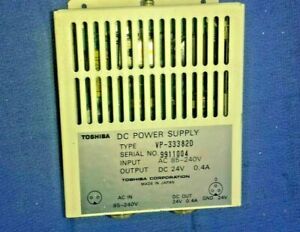 TOSHIBA DC POWER SUPPLY
TYPE VP-33382D
SERIAL NO. 9911004
INPUT AC 85-240V
OUTPUT DC 24V 0.4A
TOSHIBA CORPORATION
MADE IN JAPAN
AC IN
85-240V
DC OUT
24V 0.4A
GND 24V